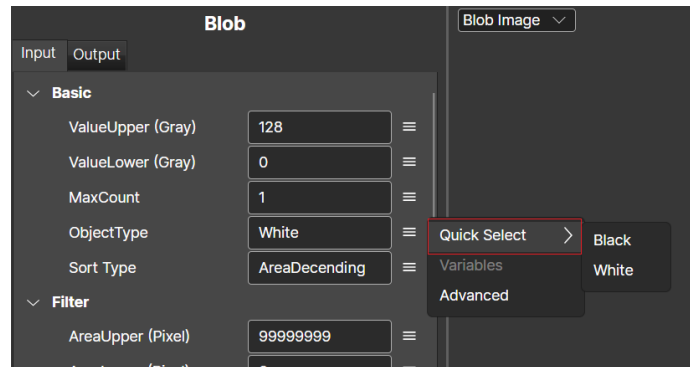 Blob
Blob Image
Input Output
Basic
ValueUpper (Gray) 128
ValueLower (Gray) 0
MaxCount 1
ObjectType White
Quick Select
Black
Sort Type AreaDecending
Variables
White
Advanced
Filter
AreaUpper (Pixel) 99999999